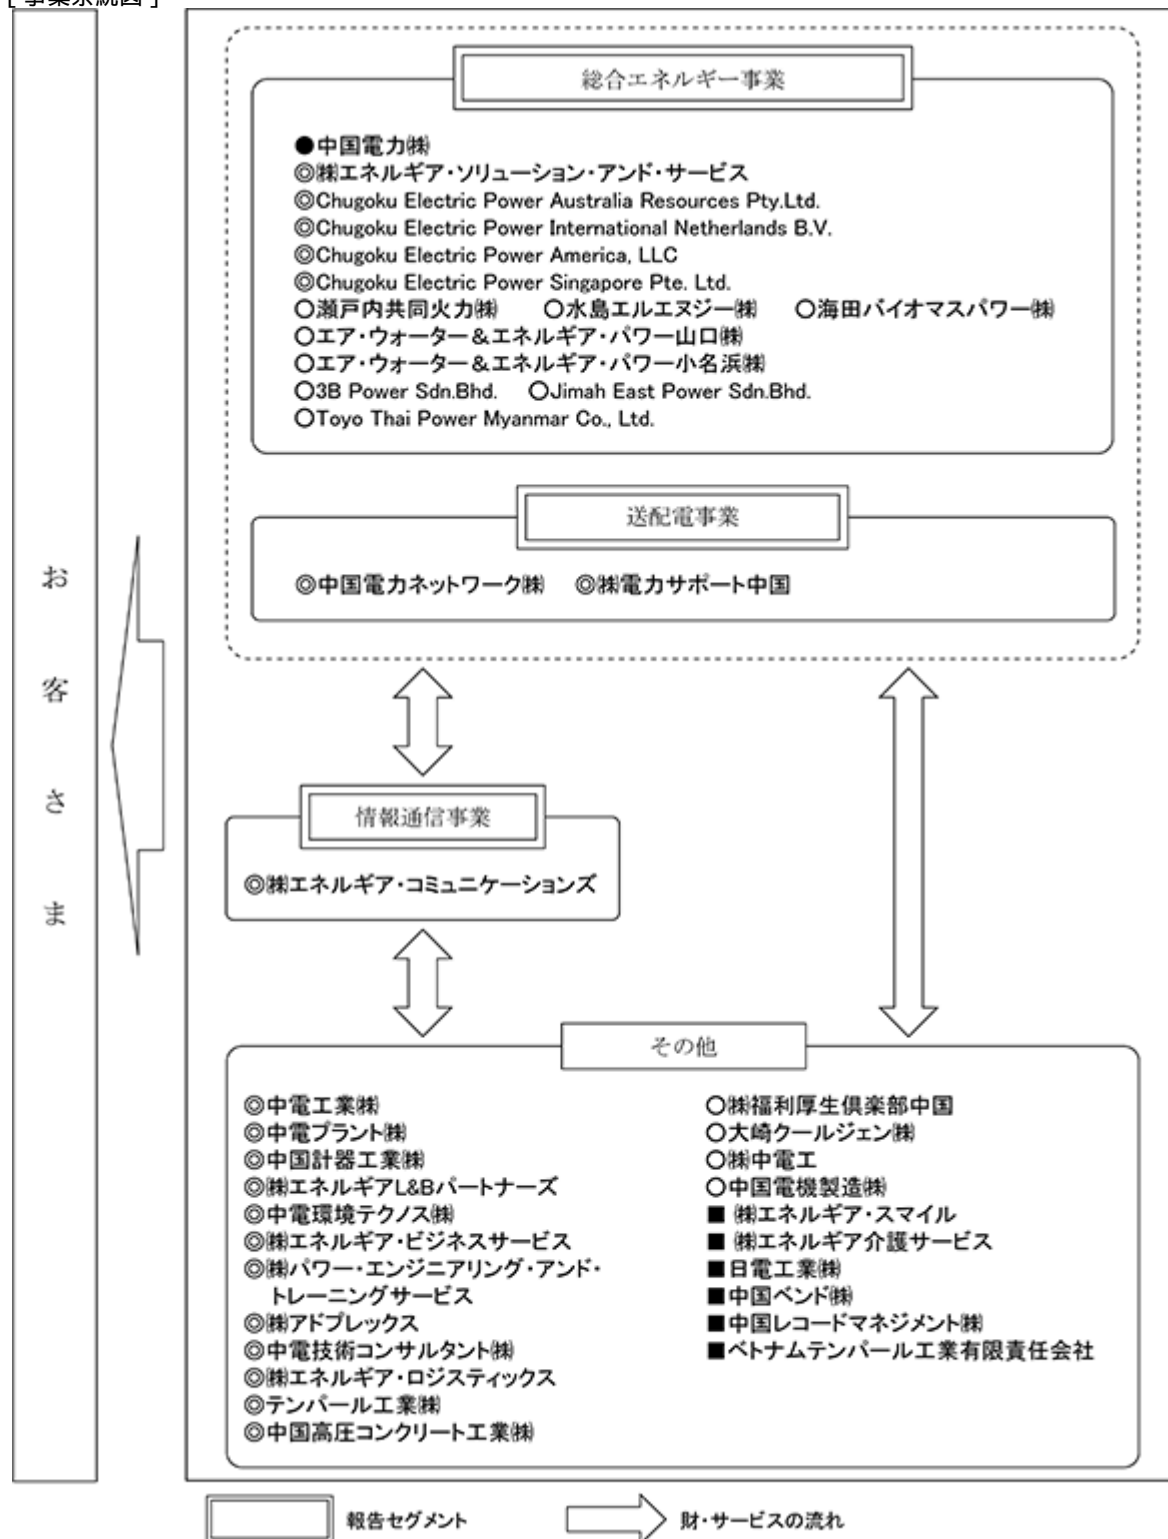 [ 事業系統図 ]
お客さま
総合エネルギー事業
●中国電力㈱
◎㈱エネルギア・ソリューション・アンド・サービス
◎Chugoku Electric Power Australia Resources Pty.Ltd.
◎Chugoku Electric Power International Netherlands B.V.
◎Chugoku Electric Power America, LLC
◎Chugoku Electric Power Singapore Pte. Ltd.
○瀬戸内共同火力㈱ ○水島エルエヌジー㈱ ○海田バイオマスパワー㈱
○エア・ウォーター＆エネルギア・パワー山口㈱
○エア・ウォーター＆エネルギア・パワー小名浜㈱
○3B Power Sdn.Bhd. ○Jimah East Power Sdn.Bhd.
○Toyo Thai Power Myanmar Co., Ltd.
送配電事業
◎中国電力ネットワーク㈱ ◎㈱電力サポート中国
情報通信事業
◎㈱エネルギア・コミュニケーションズ
その他
◎中電工業㈱
◎中電プラント㈱
◎中国計器工業㈱
◎㈱エネルギアL&Bパートナーズ
◎中電環境テクノス㈱
◎㈱エネルギア・ビジネスサービス
◎㈱パワー・エンジニアリング・アンド・
トレーニングサービス
◎㈱アドプレックス
◎中電技術コンサルタント㈱
◎㈱エネルギア・ロジスティックス
◎テンパール工業㈱
◎中国高圧コンクリート工業㈱
○㈱福利厚生倶楽部中国
○大崎クールジェン㈱
○㈱中電工
○中国電機製造㈱
■ ㈱エネルギア・スマイル
■ ㈱エネルギア介護サービス
■日電工業㈱
■中国ベンド㈱
■中国レコードマネジメント㈱
■ベトナムテンパール工業有限責任会社
報告セグメント
財・サービスの流れ